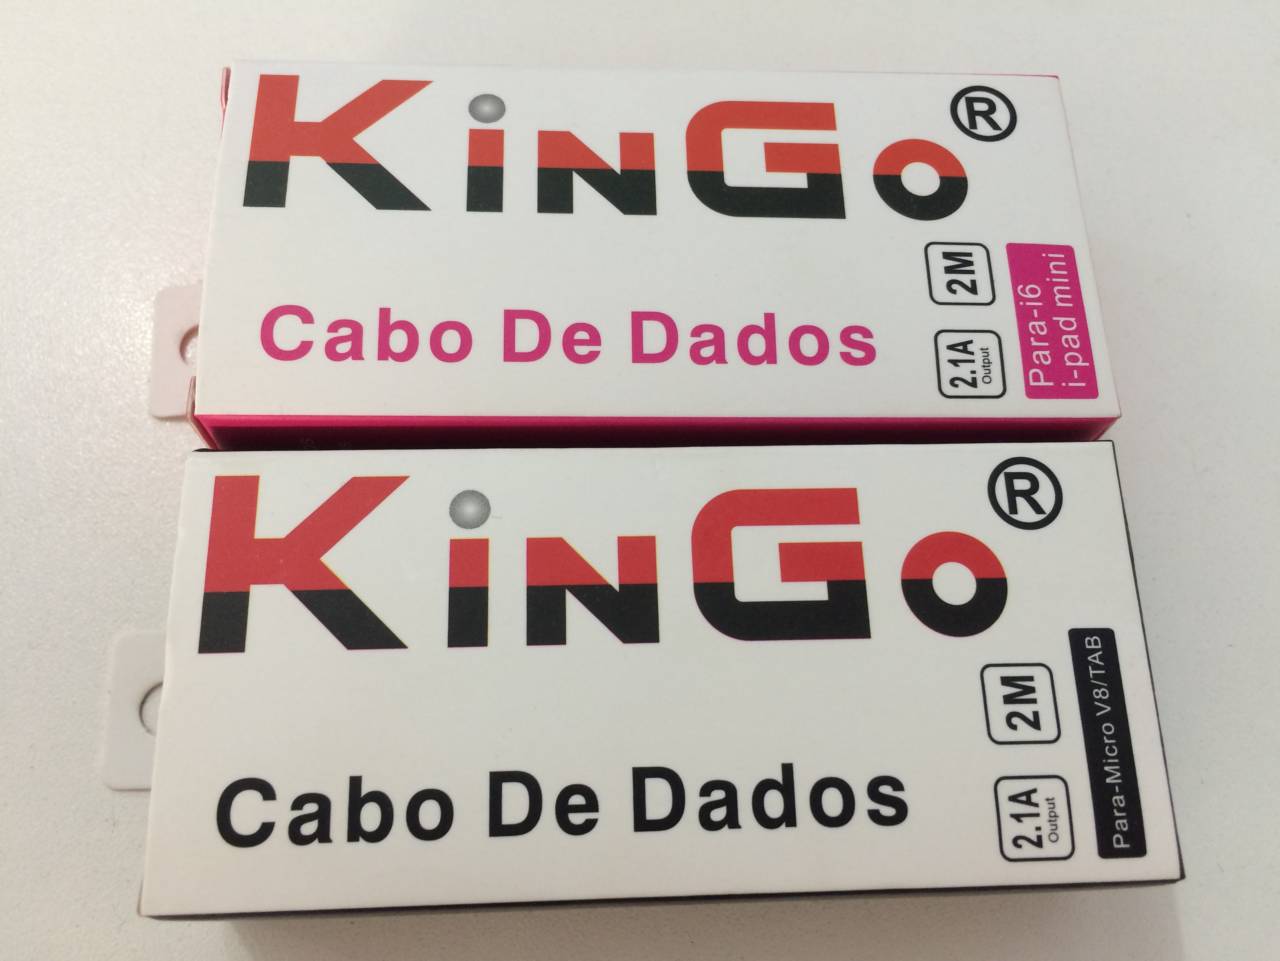 KinGo®
Cabo De Dados
2M
2.1A
Output
Para-i6
i-pad mini
KinGo®
Cabo De Dados
2M
2.1A
Output
Para-Micro V8/TAB